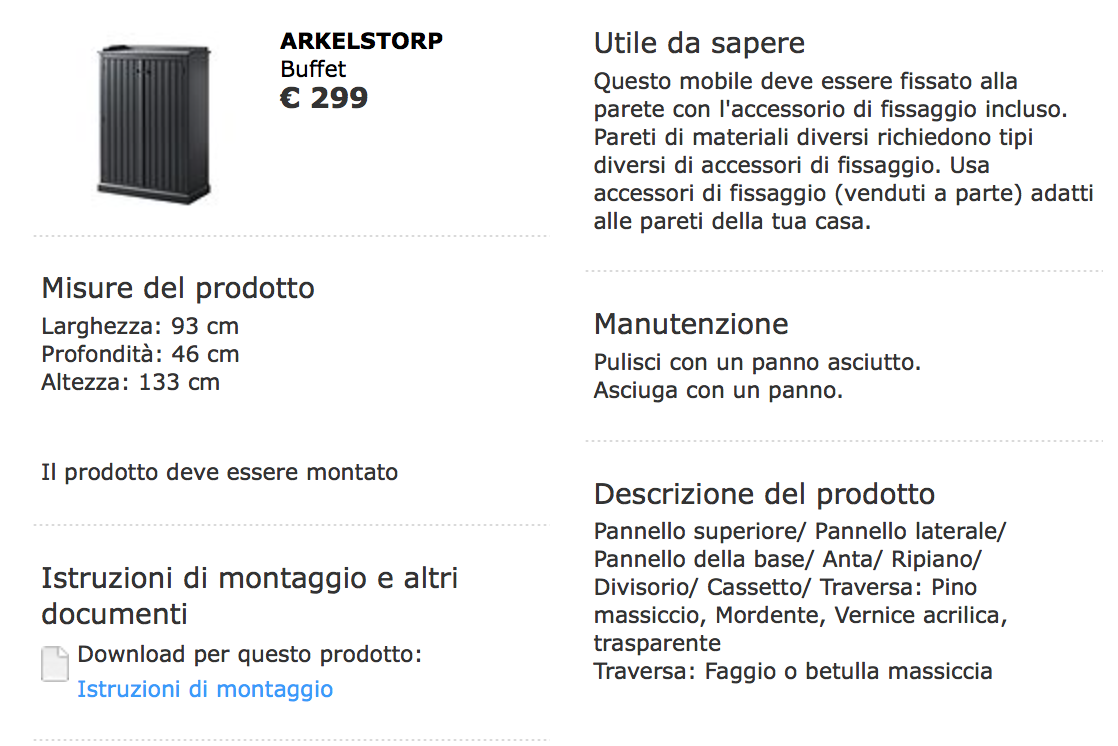 ARKELSTORP
Buffet
€ 299
Misure del prodotto
Larghezza: 93 cm
Profondità: 46 cm
Altezza: 133 cm
Il prodotto deve essere montato
Istruzioni di montaggio e altri
documenti
Download per questo prodotto:
Istruzioni di montaggio
Utile da sapere
Questo mobile deve essere fissato alla
parete con l'accessorio di fissaggio incluso.
Pareti di materiali diversi richiedono tipi
diversi di accessori di fissaggio. Usa
accessori di fissaggio (venduti a parte) adatti
alle pareti della tua casa.
Manutenzione
Pulisci con un panno asciutto.
Asciuga con un panno.
Descrizione del prodotto
Pannello superiore/ Pannello laterale/
Pannello della base/ Anta/ Ripiano/
Divisorio/ Cassetto/ Traversa: Pino
massiccio, Mordente, Vernice acrilica,
trasparente
Traversa: Faggio o betulla massiccia